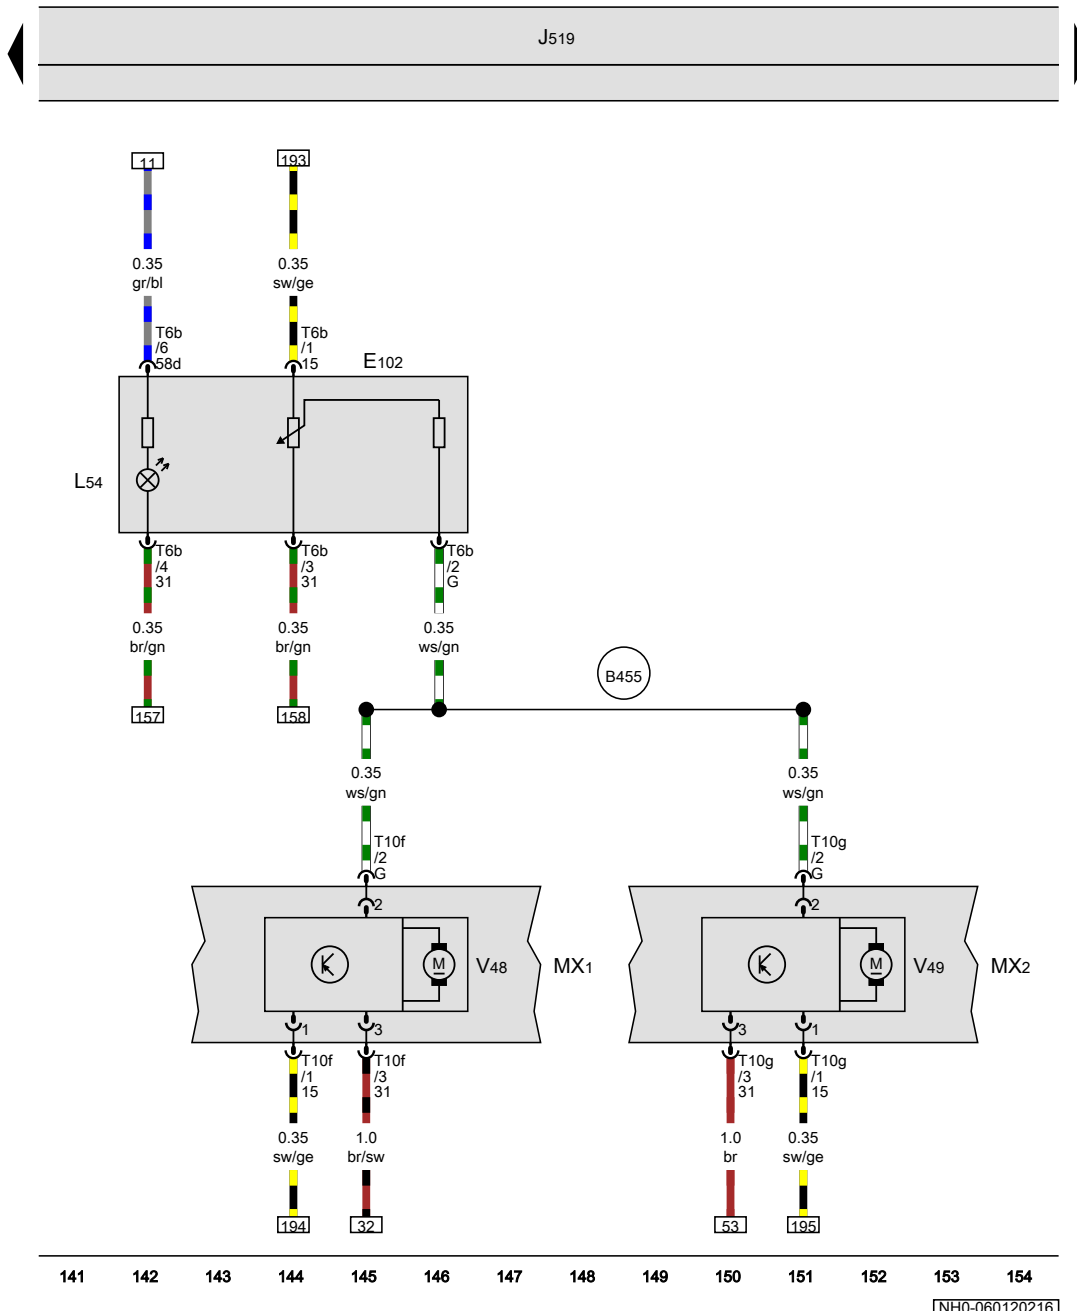 J519
11
193
0.35
gr/bl
0.35
sw/ge
T6b
/6
58d
T6b
/1
15
E102
L54
T6b
/4
31
T6b
/3
31
T6b
/2
G
0.35
br/gn
0.35
br/gn
0.35
ws/gn
B455
157
158
0.35
ws/gn
0.35
ws/gn
T10f
/2
G
T10g
/2
G
2
2
M
V48
MX1
M
V49
MX2
1
3
3
1
T10f
/1
15
T10f
/3
31
T10g
/3
31
T10g
/1
15
0.35
sw/ge
1.0
br/sw
1.0
br
0.35
sw/ge
194
32
53
195
141 142 143 144 145 146 147 148 149 150 151 152 153 154
NH0-060120216